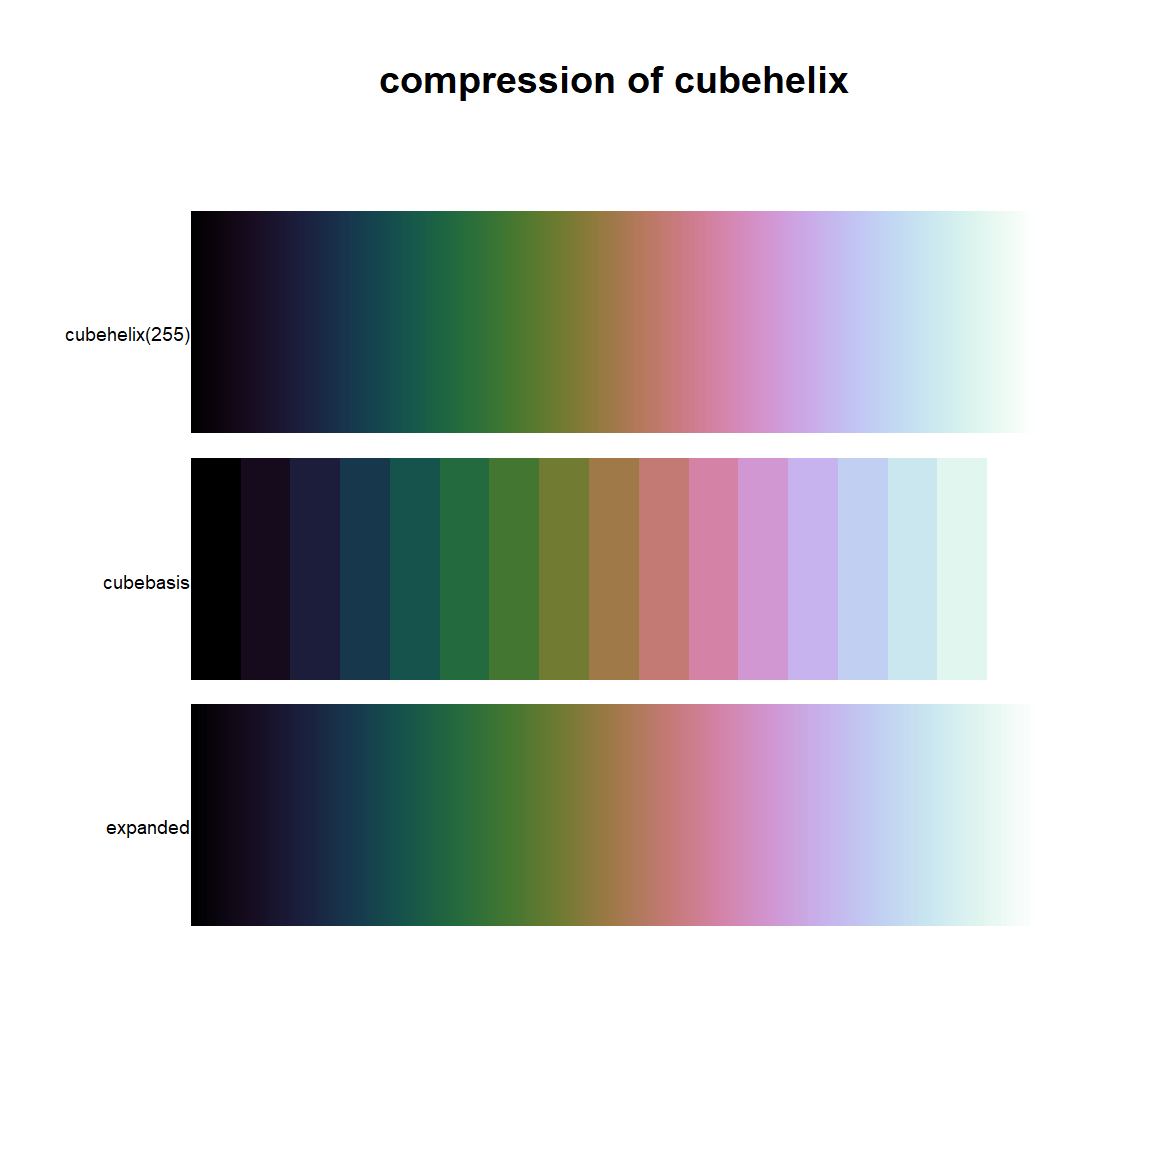 compression of cubehelix
cubehelix(255)
cubebasis
expanded